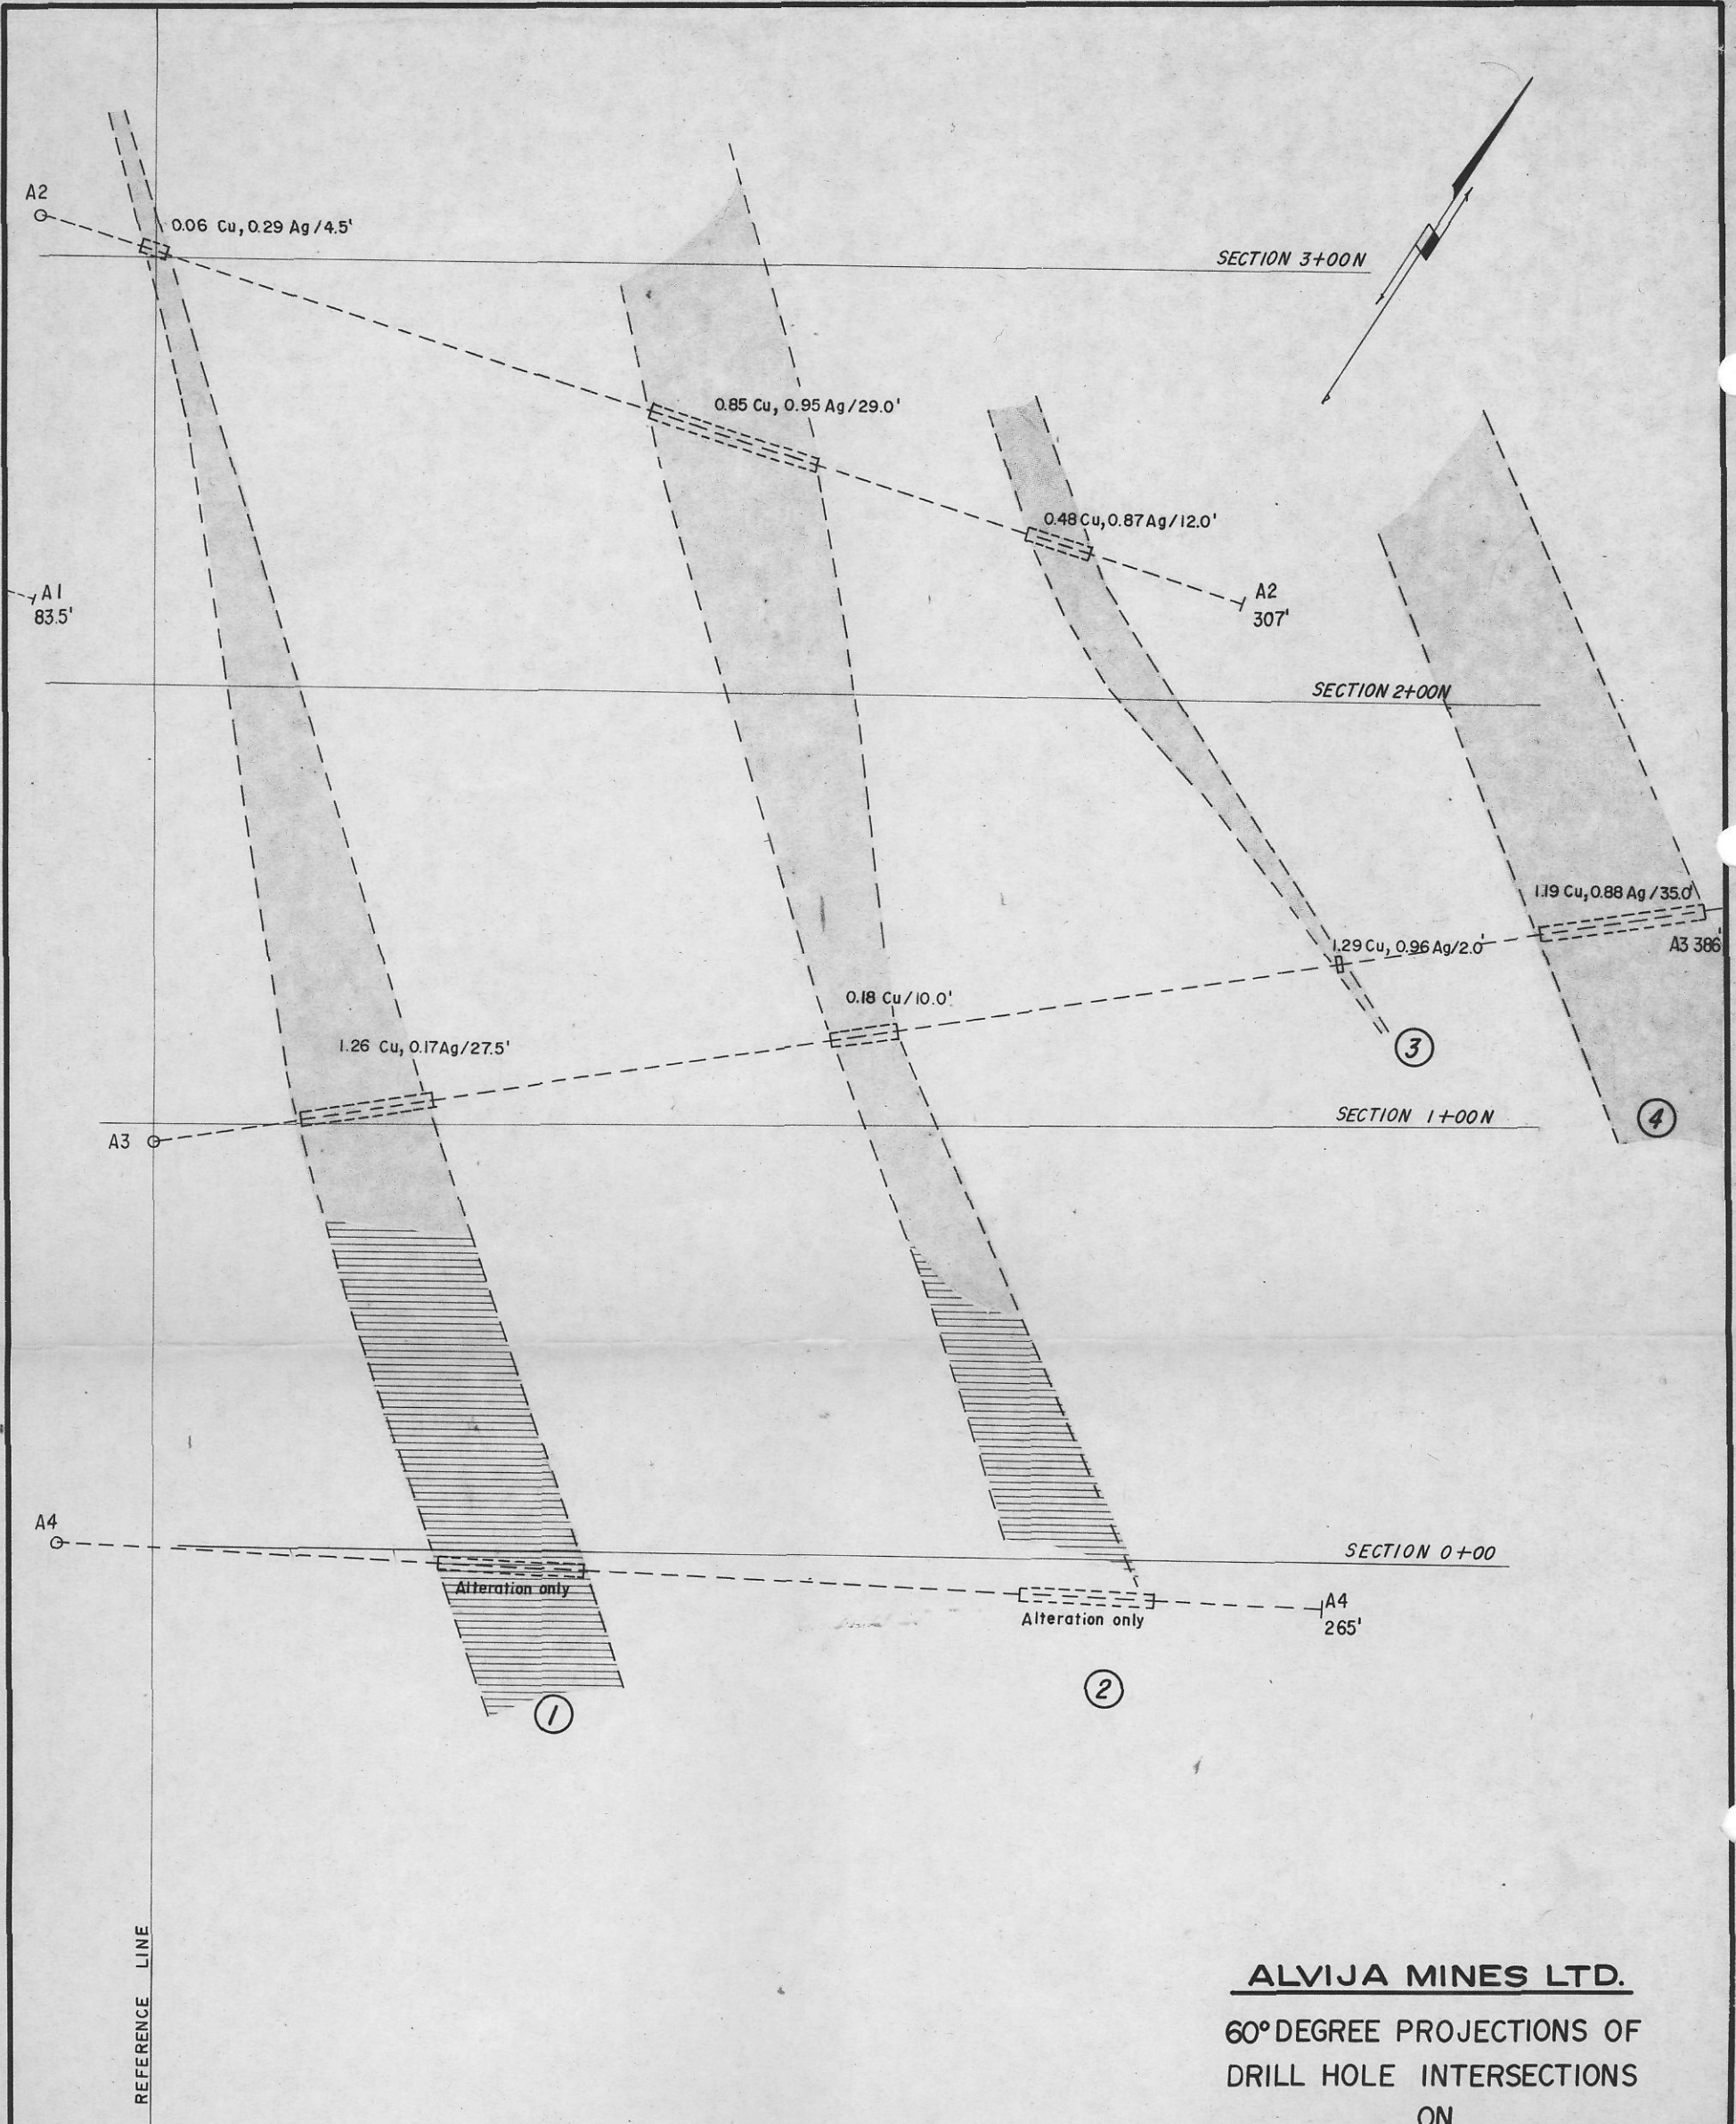 A2
0.06 Cu, 0.29 Ag/4.5'
SECTION 3+00N
0.85 Cu, 0.95 Ag/29.0'
0.48 Cu, 0.87 Ag/12.0'
A1
83.5'
A2
307'
SECTION 2+00N
1.19 Cu, 0.88 Ag/35.0'
1.29 Cu, 0.96 Ag/2.0'
A3 386'
0.18 Cu/10.0'
1.26 Cu, 0.17 Ag/27.5'
3
SECTION 1+00N
4
A3
A4
SECTION 0+00
Alteration only
Alteration only
A4
265'
2
1
REFERENCE LINE
ALVIJA MINES LTD.
60° DEGREE PROJECTIONS OF
DRILL HOLE INTERSECTIONS
ON